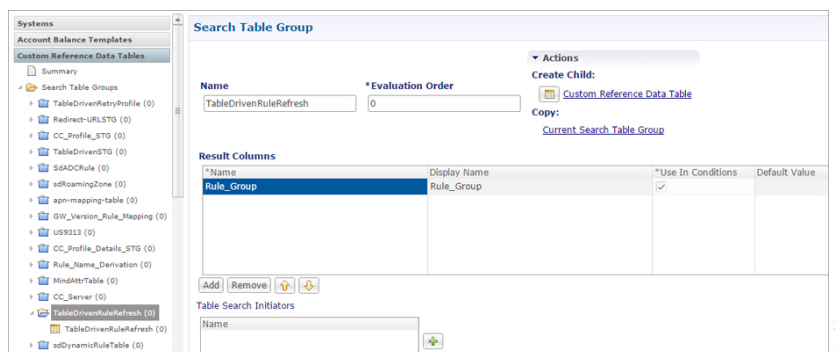 Systems
Account Balance Templates
Custom Reference Data Tables
Summary
Search Table Groups
TableDrivenRetryProfile (0)
Redirect-URLSTG (0)
CC_Profile_STG (0)
TableDrivenSTG (0)
SdADCRule (0)
sdRoamingZone (0)
apn-mapping-table (0)
GW_Version_Rule_Mapping (0)
US9313 (0)
CC_Profile_Details_STG (0)
Rule_Name_Derivation (0)
MindAttrTable (0)
CC_Server (0)
TableDrivenRuleRefresh (0)
TableDrivenRuleRefresh (0)
sdDynamicRuleTable (0)
Search Table Group
Name *Evaluation Order
TableDrivenRuleRefresh 0
Actions
Create Child:
Custom Reference Data Table
Copy:
Current Search Table Group
Result Columns
*Name Display Name *Use In Conditions Default Value
Rule_Group Rule_Group
Add Remove
Table Search Initiators
Name